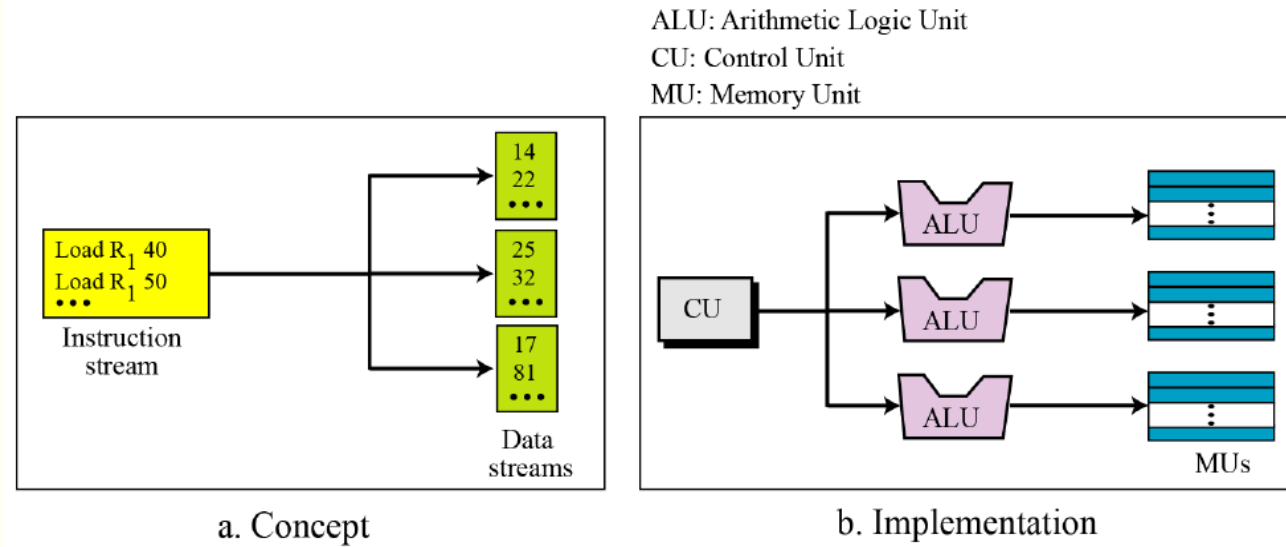 ALU: Arithmetic Logic Unit
CU: Control Unit
MU: Memory Unit
Load R1 40
Load R1 50
•••
Instruction
stream
14
22
•••
25
32
•••
17
81
•••
Data
streams
a. Concept
CU
ALU
ALU
ALU
MUs
b. Implementation